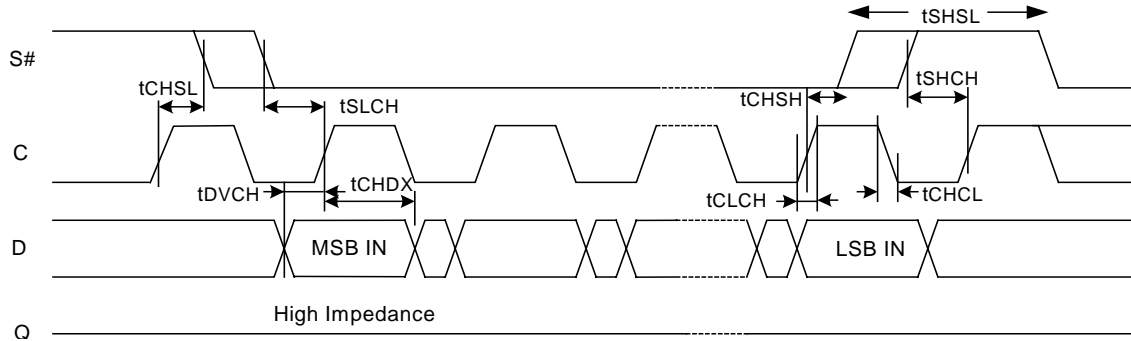 tSHSL
S#
tCHSL
tSLCH
tCHSH
tSHCH
C
tDVCH
tCHDX
tCLCH
tCHCL
D
MSB IN
LSB IN
High Impedance
Q